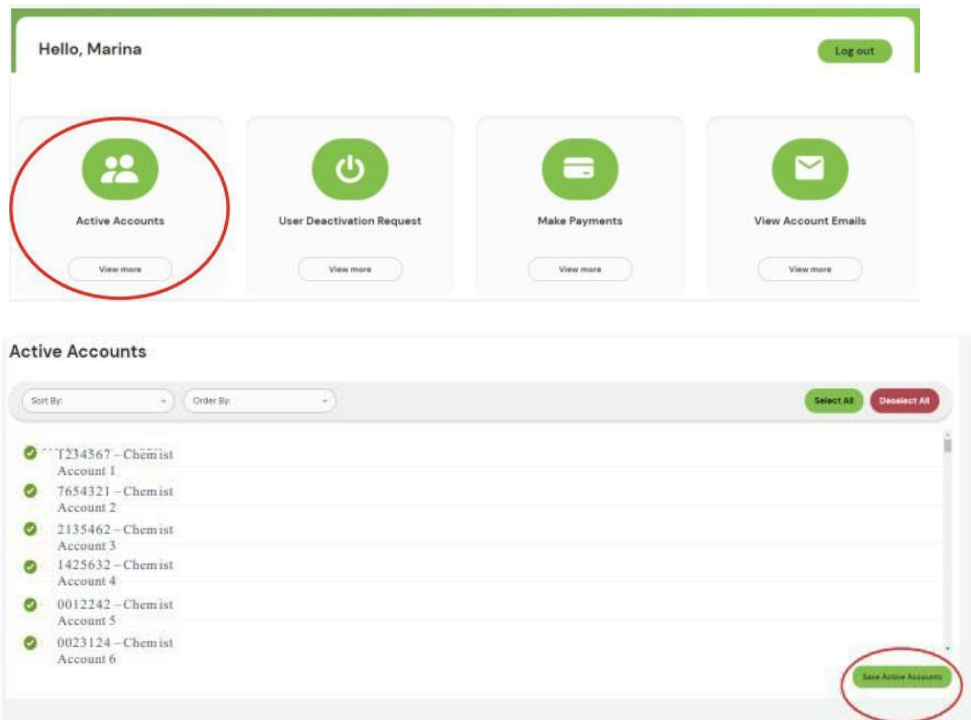 Hello, Marina
Log out
Active Accounts
User Deactivation Request
Make Payments
View Account Emails
View more
View more
View more
View more
Active Accounts
Sort By:
Order By:
Select All
Deselect All
1234567 – Chemist
Account 1
7654321 – Chemist
Account 2
2135462 – Chemist
Account 3
1425632 – Chemist
Account 4
0012242 – Chemist
Account 5
0023124 – Chemist
Account 6
Save Active Accounts